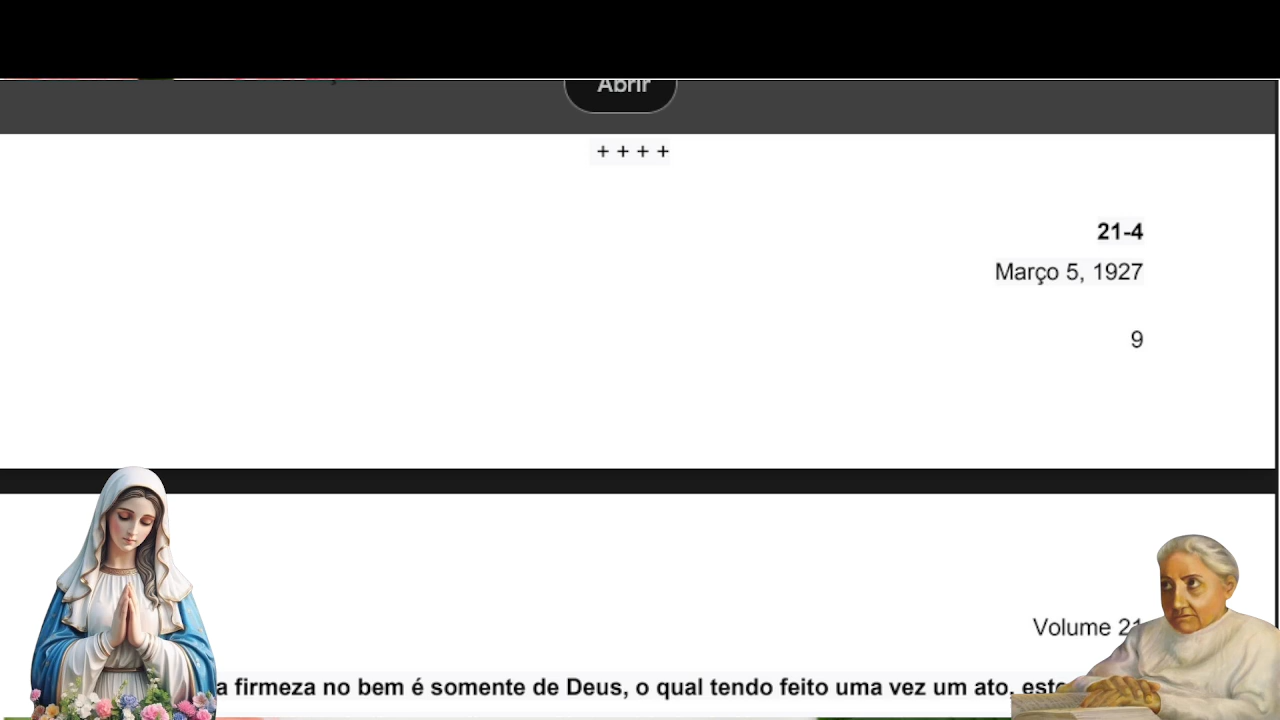 Abrir
+ + + +
21-4
Março 5, 1927
9
Volume 21
a firmeza no bem é somente de Deus, o qual tendo feito uma vez um ato, este